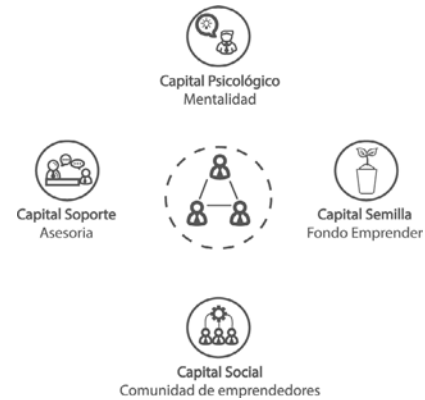 Capital Psicológico
Mentalidad
Capital Soporte
Asesoria
Capital Semilla
Fondo Emprender
Capital Social
Comunidad de emprendedores